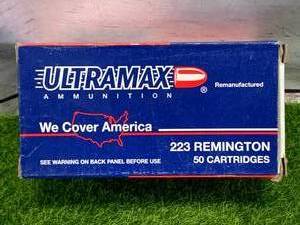 ULTRAMAX
®
AMMUNITION
Remanufactured
We Cover America
223 REMINGTON
SEE WARNING ON BACK PANEL BEFORE USE
50 CARTRIDGES